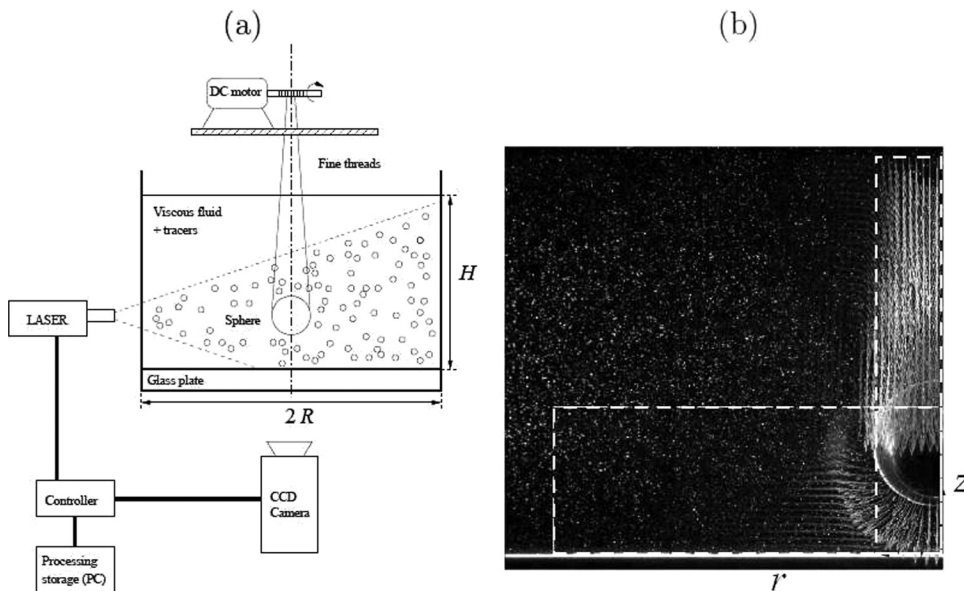 (a)
(b)
DC motor
Fine threads
Viscous fluid
+ tracers
H
LASER
Sphere
Glass plate
2 R
Controller
CCD
Camera
Processing
storage (PC)
z
r